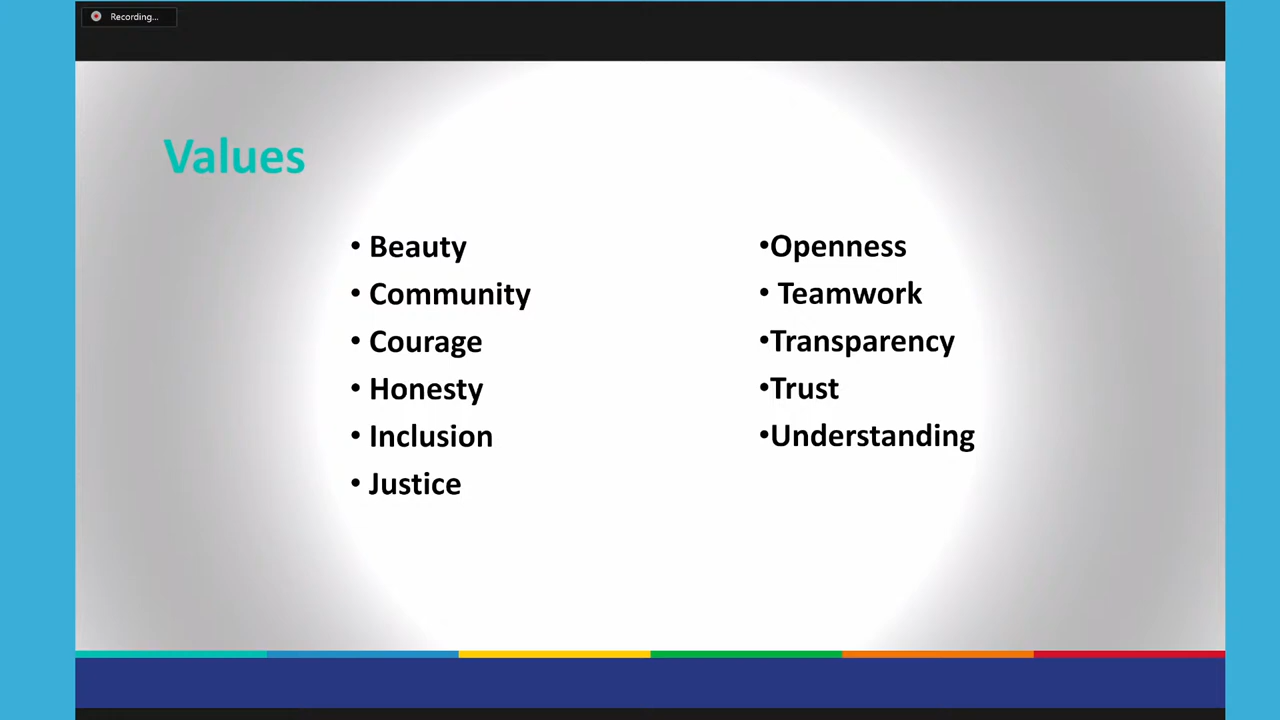 Recording...
Values
• Beauty
• Community
• Courage
• Honesty
• Inclusion
• Justice
•Openness
• Teamwork
•Transparency
•Trust
•Understanding